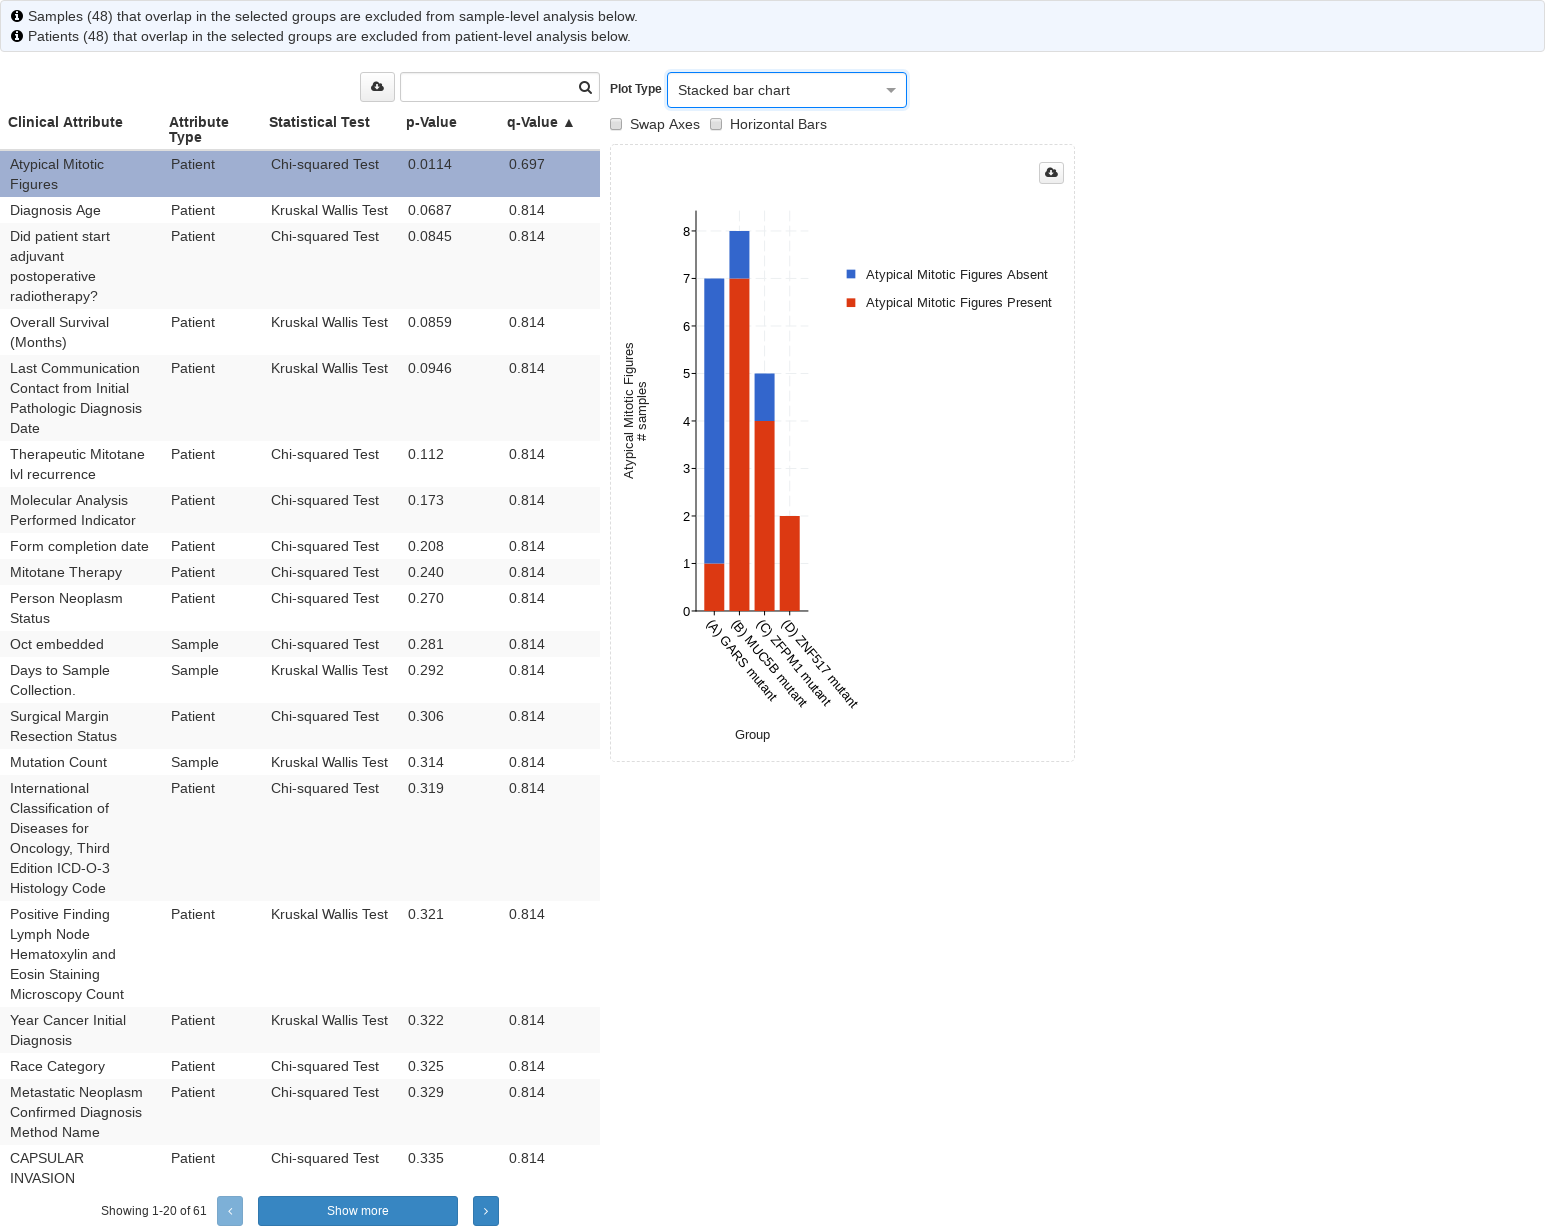 Samples (48) that overlap in the selected groups are excluded from sample-level analysis below.
Patients (48) that overlap in the selected groups are excluded from patient-level analysis below.
Plot Type
Stacked bar chart
Swap Axes
Horizontal Bars
Clinical Attribute
Attribute
Type
Statistical Test
p-Value
q-Value ▲
Atypical Mitotic
Figures
Patient
Chi-squared Test
0.0114
0.697
Diagnosis Age
Patient
Kruskal Wallis Test
0.0687
0.814
Did patient start
adjuvant
postoperative
radiotherapy?
Patient
Chi-squared Test
0.0845
0.814
Overall Survival
(Months)
Patient
Kruskal Wallis Test
0.0859
0.814
Last Communication
Contact from Initial
Pathologic Diagnosis
Date
Patient
Kruskal Wallis Test
0.0946
0.814
Therapeutic Mitotane
lvl recurrence
Patient
Chi-squared Test
0.112
0.814
Molecular Analysis
Performed Indicator
Patient
Chi-squared Test
0.173
0.814
Form completion date
Patient
Chi-squared Test
0.208
0.814
Mitotane Therapy
Patient
Chi-squared Test
0.240
0.814
Person Neoplasm
Status
Patient
Chi-squared Test
0.270
0.814
Oct embedded
Sample
Chi-squared Test
0.281
0.814
Days to Sample
Collection.
Sample
Kruskal Wallis Test
0.292
0.814
Surgical Margin
Resection Status
Patient
Chi-squared Test
0.306
0.814
Mutation Count
Sample
Kruskal Wallis Test
0.314
0.814
International
Classification of
Diseases for
Oncology, Third
Edition ICD-O-3
Histology Code
Patient
Chi-squared Test
0.319
0.814
Positive Finding
Lymph Node
Hematoxylin and
Eosin Staining
Microscopy Count
Patient
Kruskal Wallis Test
0.321
0.814
Year Cancer Initial
Diagnosis
Patient
Kruskal Wallis Test
0.322
0.814
Race Category
Patient
Chi-squared Test
0.325
0.814
Metastatic Neoplasm
Confirmed Diagnosis
Method Name
Patient
Chi-squared Test
0.329
0.814
CAPSULAR
INVASION
Patient
Chi-squared Test
0.335
0.814
Showing 1-20 of 61
Show more
Atypical Mitotic Figures
# samples
8
7
6
5
4
3
2
1
0
(A) GARS mutant
(B) MUC5B mutant
(C) ZFPM1 mutant
(D) ZNF517 mutant
Group
Atypical Mitotic Figures Absent
Atypical Mitotic Figures Present